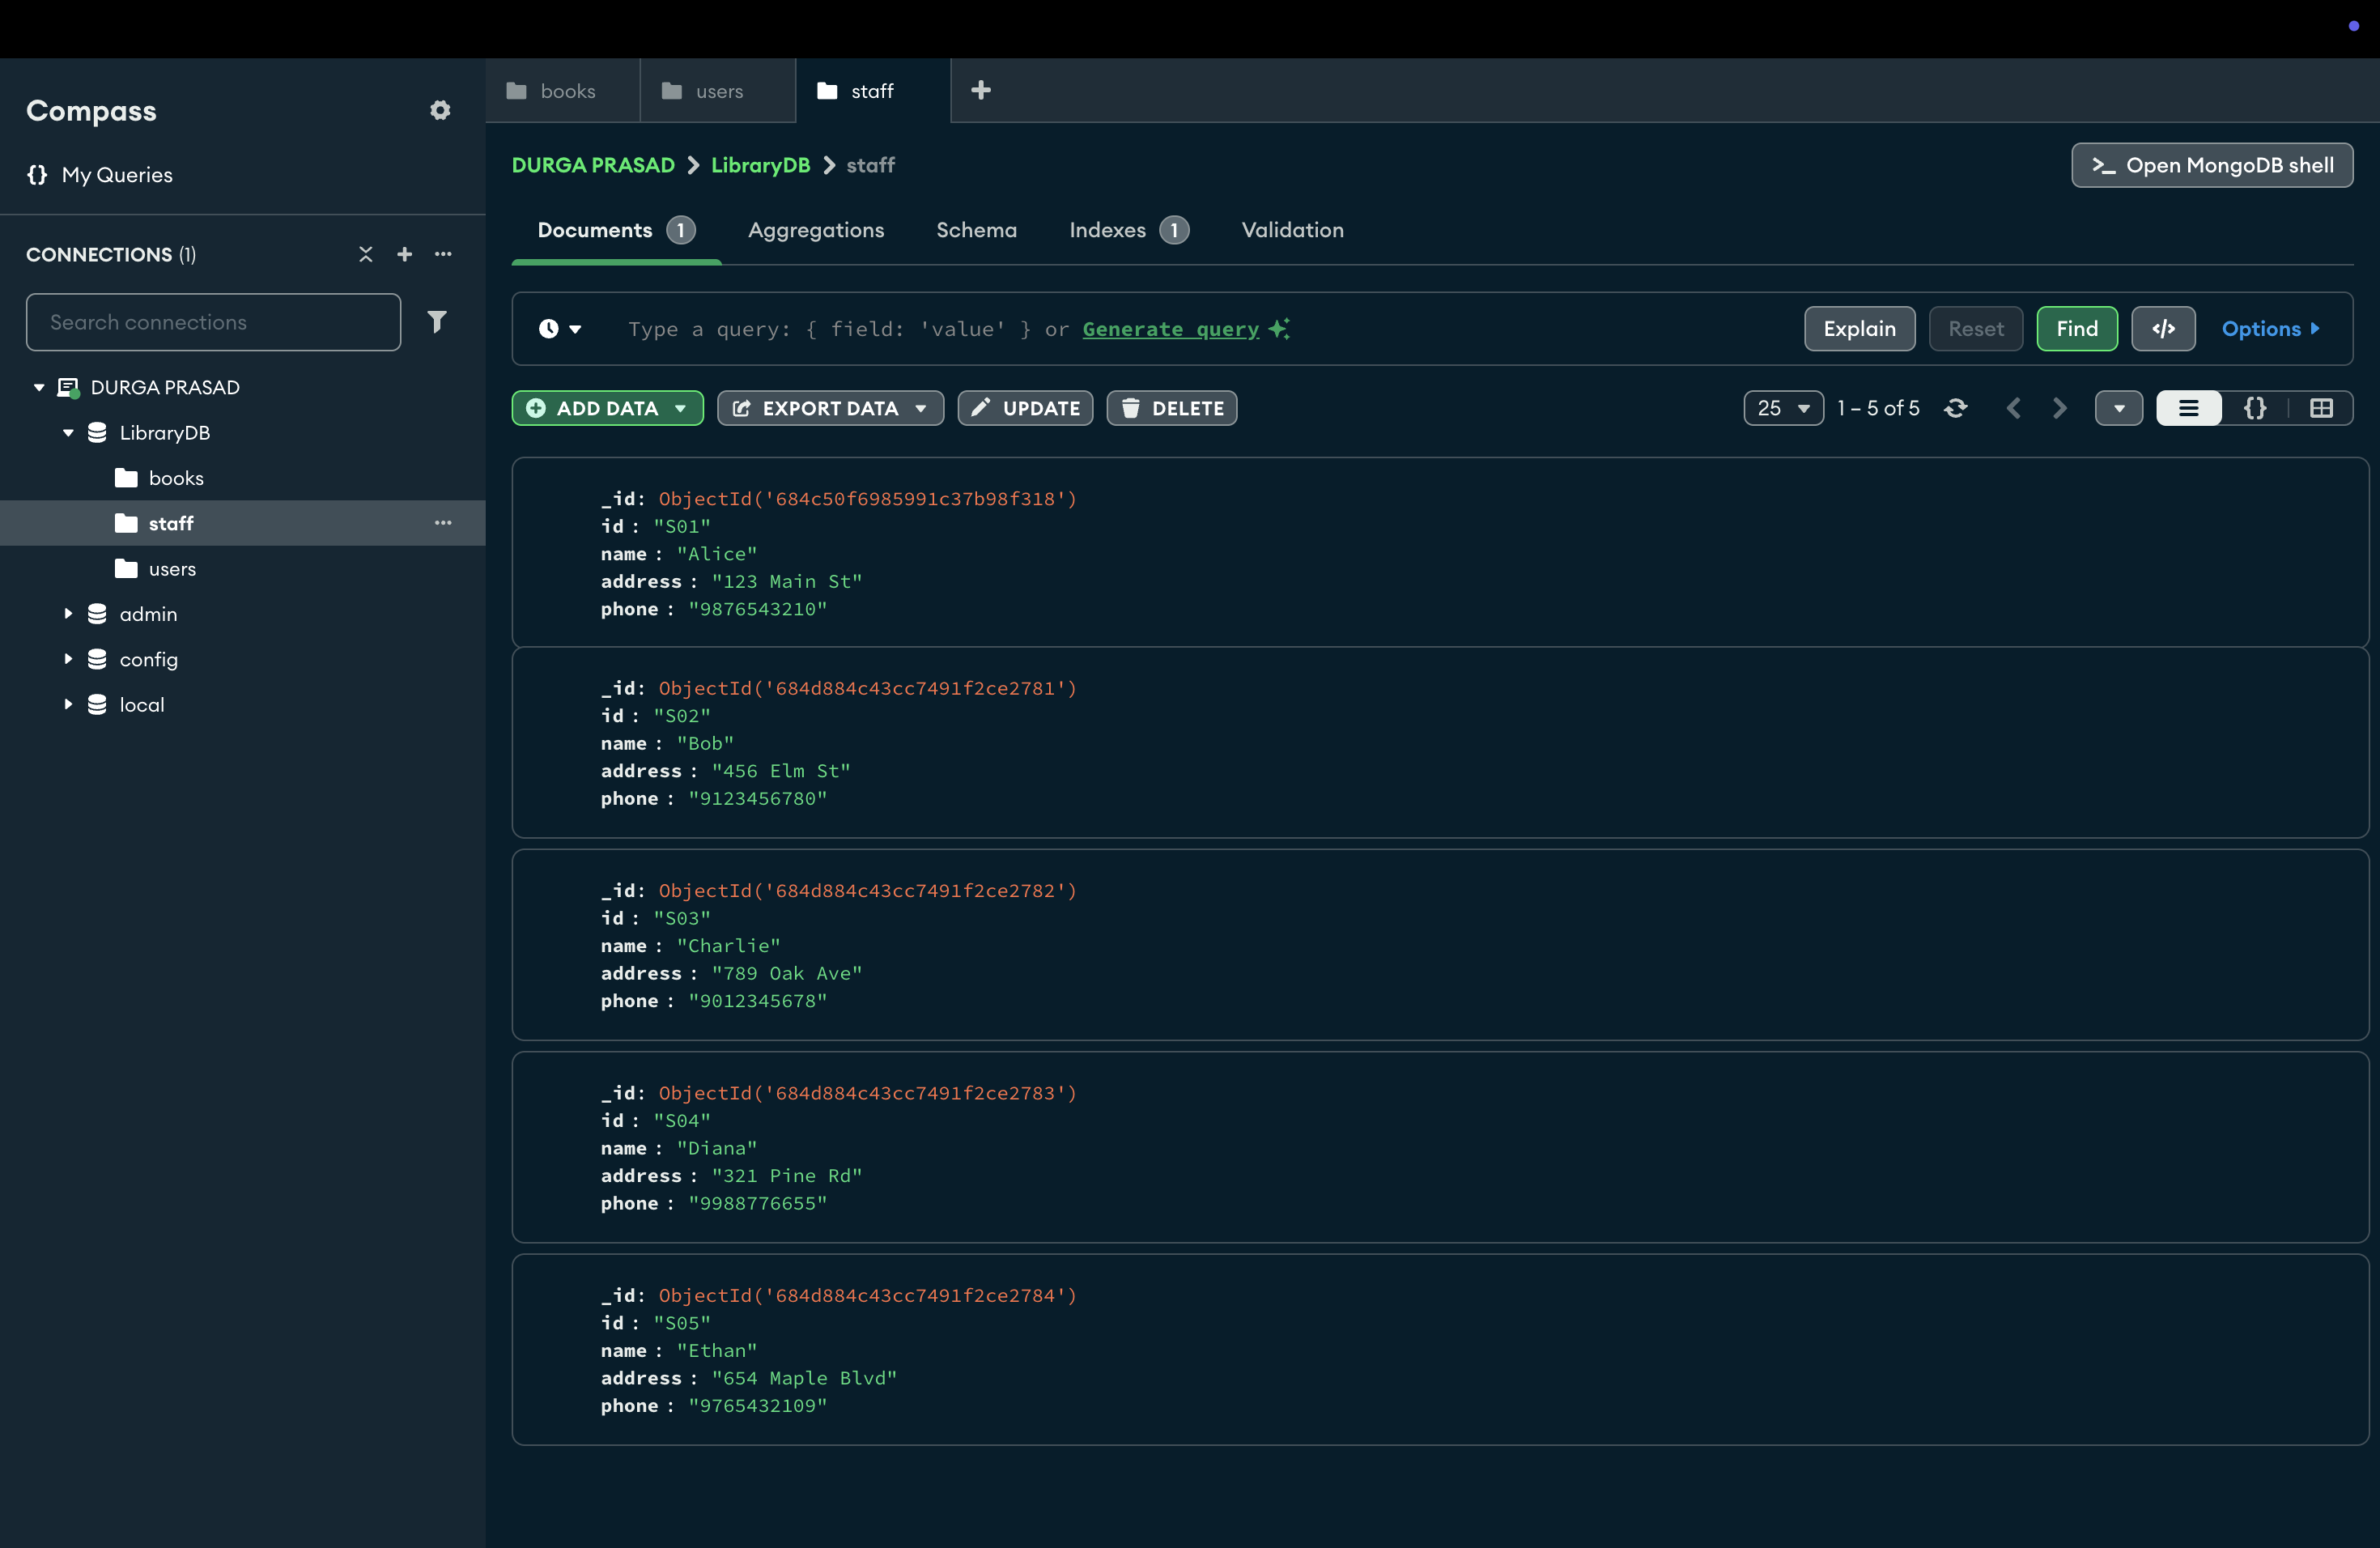 Compass
{} My Queries
CONNECTIONS (1)
Search connections
DURGA PRASAD
LibraryDB
books
staff
users
admin
config
local
books
users
staff
DURGA PRASAD > LibraryDB > staff
>_ Open MongoDB shell
Documents 1
Aggregations
Schema
Indexes 1
Validation
Type a query: { field: 'value' } or Generate query
Explain
Reset
Find
</>
Options
ADD DATA
EXPORT DATA
UPDATE
DELETE
25
1 – 5 of 5
{}
_id: ObjectId('684c50f6985991c37b98f318')
id : "S01"
name : "Alice"
address : "123 Main St"
phone : "9876543210"
_id: ObjectId('684d884c43cc7491f2ce2781')
id : "S02"
name : "Bob"
address : "456 Elm St"
phone : "9123456780"
_id: ObjectId('684d884c43cc7491f2ce2782')
id : "S03"
name : "Charlie"
address : "789 Oak Ave"
phone : "9012345678"
_id: ObjectId('684d884c43cc7491f2ce2783')
id : "S04"
name : "Diana"
address : "321 Pine Rd"
phone : "9988776655"
_id: ObjectId('684d884c43cc7491f2ce2784')
id : "S05"
name : "Ethan"
address : "654 Maple Blvd"
phone : "9765432109"